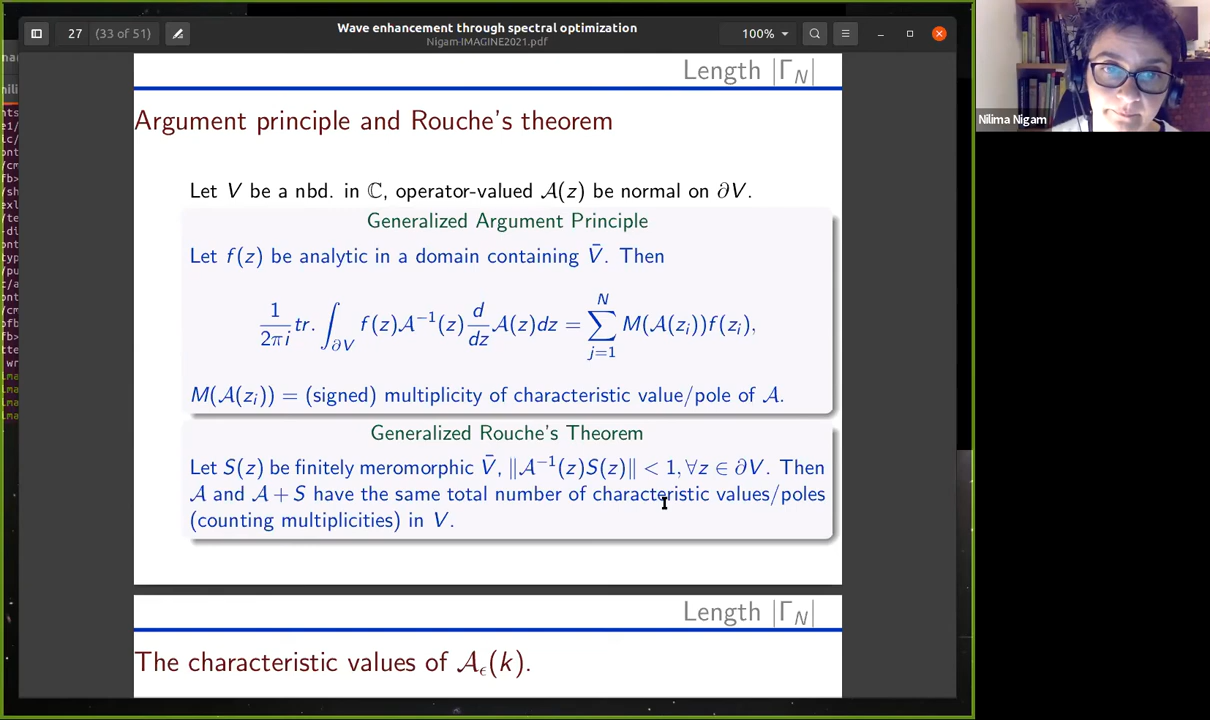 27 (33 of 51)
Wave enhancement through spectral optimization
Nigam-IMAGINE2021.pdf
100%
Length |Γ_N|
Argument principle and Rouche's theorem
Let V be a nbd. in ℂ, operator-valued 𝒜(z) be normal on ∂V.
Generalized Argument Principle
Let f(z) be analytic in a domain containing V̄. Then
1/2πi tr. ∫_∂V f(z)𝒜⁻¹(z) d/dz 𝒜(z)dz = ∑_{j=1}^{N} M(𝒜(z_i))f(z_i),
M(𝒜(z_i)) = (signed) multiplicity of characteristic value/pole of 𝒜.
Generalized Rouche's Theorem
Let S(z) be finitely meromorphic V̄, ‖𝒜⁻¹(z)S(z)‖ < 1, ∀z ∈ ∂V. Then
𝒜 and 𝒜 + S have the same total number of characteristic values/poles
(counting multiplicities) in V.
Length |Γ_N|
The characteristic values of 𝒜_ϵ(k).
Nilima Nigam